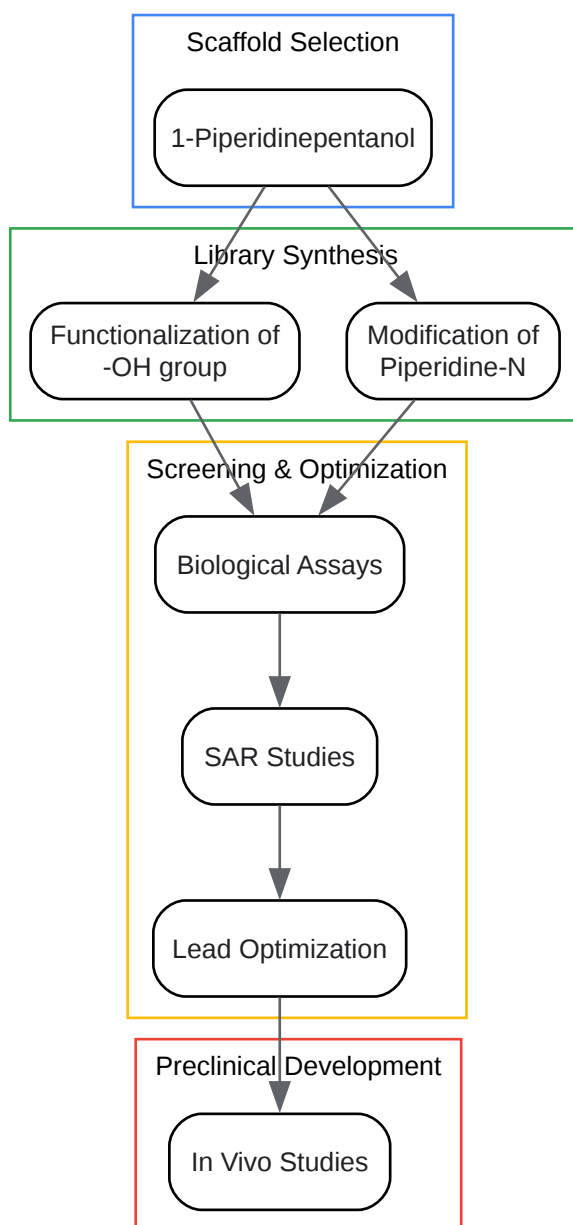 Scaffold Selection
1-Piperidinepentanol
Library Synthesis
Functionalization of
-OH group
Modification of
Piperidine-N
Screening & Optimization
Biological Assays
SAR Studies
Lead Optimization
Preclinical Development
In Vivo Studies